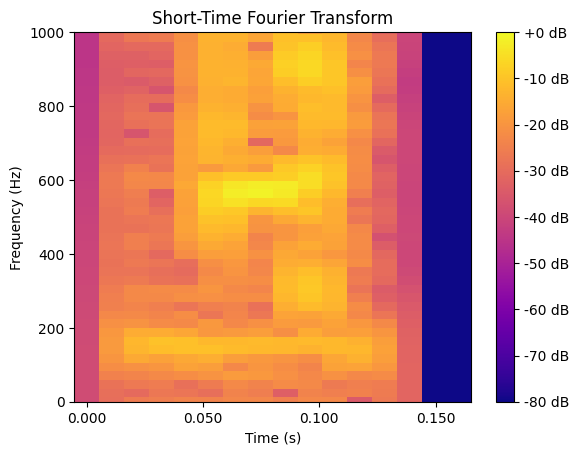 Short-Time Fourier Transform
1000
800
600
400
200
0
Frequency (Hz)
0.000
0.050
0.100
0.150
Time (s)
+0 dB
-10 dB
-20 dB
-30 dB
-40 dB
-50 dB
-60 dB
-70 dB
-80 dB